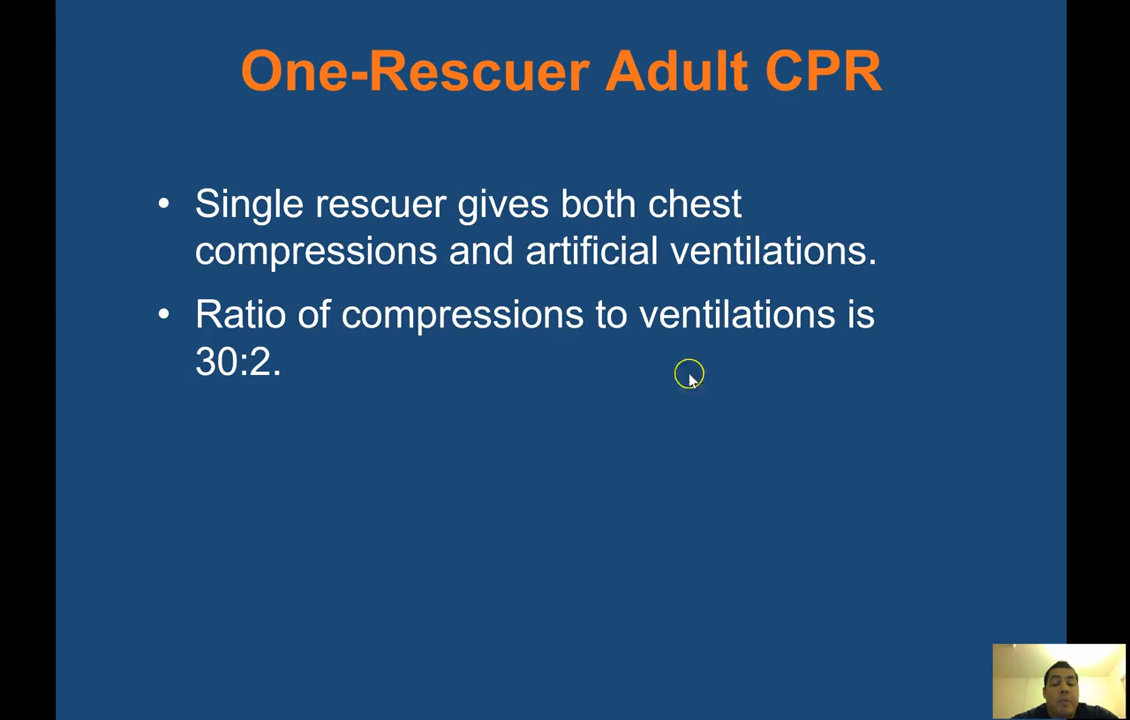 One-Rescuer Adult CPR
• Single rescuer gives both chest
compressions and artificial ventilations.
• Ratio of compressions to ventilations is
30:2.